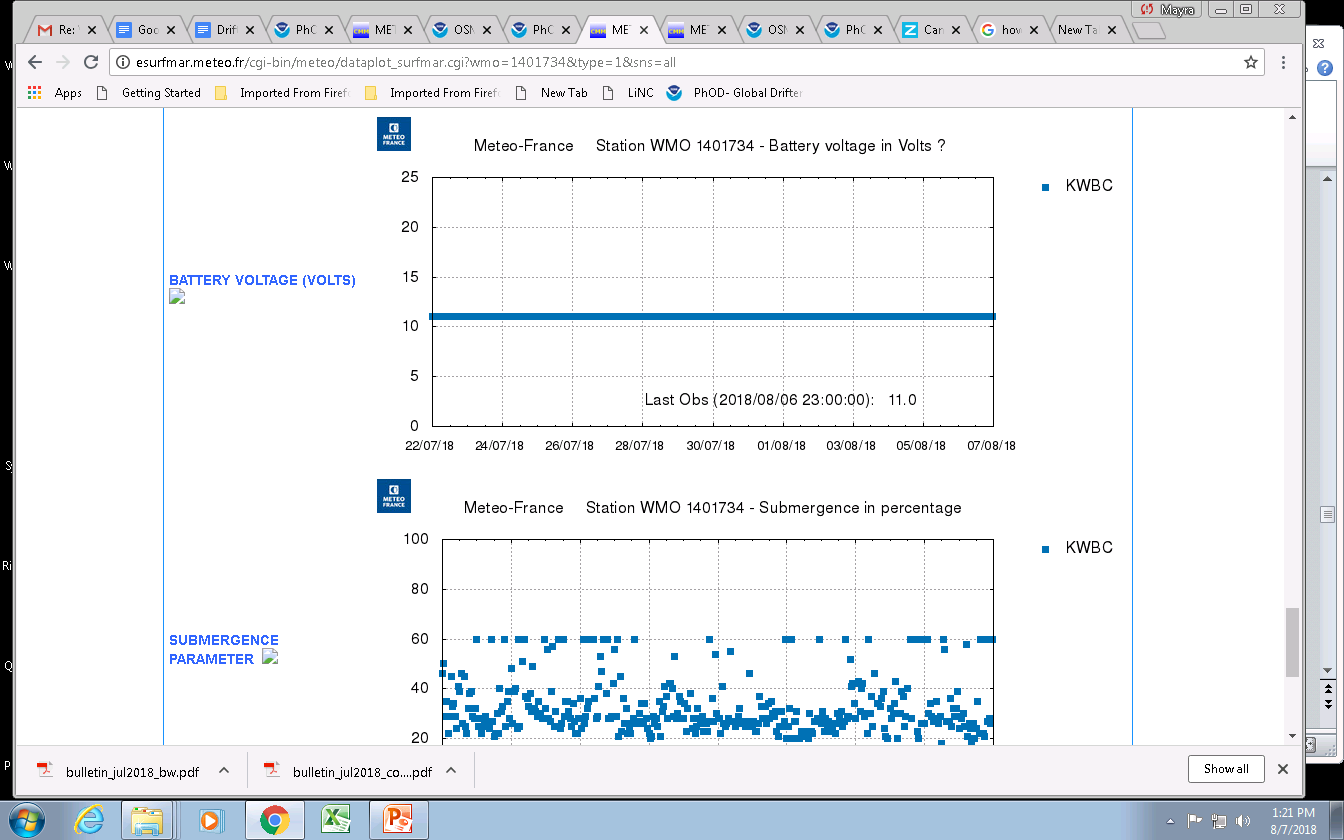 Mayra
Re:
Goo
Drift
PhO
MET
OSM
PhO
ME
MET
OSM
PhO
Can
how
New Ta
esurfmar.meteo.fr/cgi-bin/meteo/dataplot_surfmar.cgi?wmo=1401734&type=1&sns=all
Apps Getting Started Imported From Firef Imported From Firef New Tab LiNC PhOD- Global Drifter
METEO
FRANCE
Meteo-France Station WMO 1401734 - Battery voltage in Volts ?
25
KWBC
20
15
BATTERY VOLTAGE (VOLTS)
10
5
Last Obs (2018/08/06 23:00:00): 11.0
0
22/07/18 24/07/18 26/07/18 28/07/18 30/07/18 01/08/18 03/08/18 05/08/18 07/08/18
METEO
FRANCE
Meteo-France Station WMO 1401734 - Submergence in percentage
100
KWBC
80
60
SUBMERGENCE
PARAMETER
40
20
bulletin_jul2018_bw.pdf bulletin_jul2018_co....pdf Show all
1:21 PM
8/7/2018